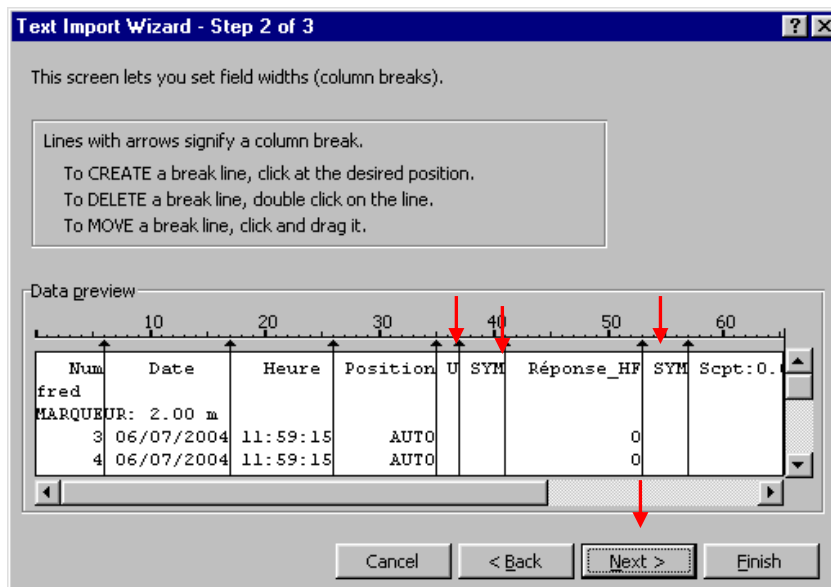 Text Import Wizard - Step 2 of 3
This screen lets you set field widths (column breaks).
Lines with arrows signify a column break.
To CREATE a break line, click at the desired position.
To DELETE a break line, double click on the line.
To MOVE a break line, click and drag it.
Data preview
10 20 30 40 50 60
Num Date Heure Position U SYM Réponse_HF SYM Scpt:0.
fred
MARQUEUR: 2.00 m
3 06/07/2004 11:59:15 AUTO 0
4 06/07/2004 11:59:15 AUTO 0
Cancel < Back Next > Finish